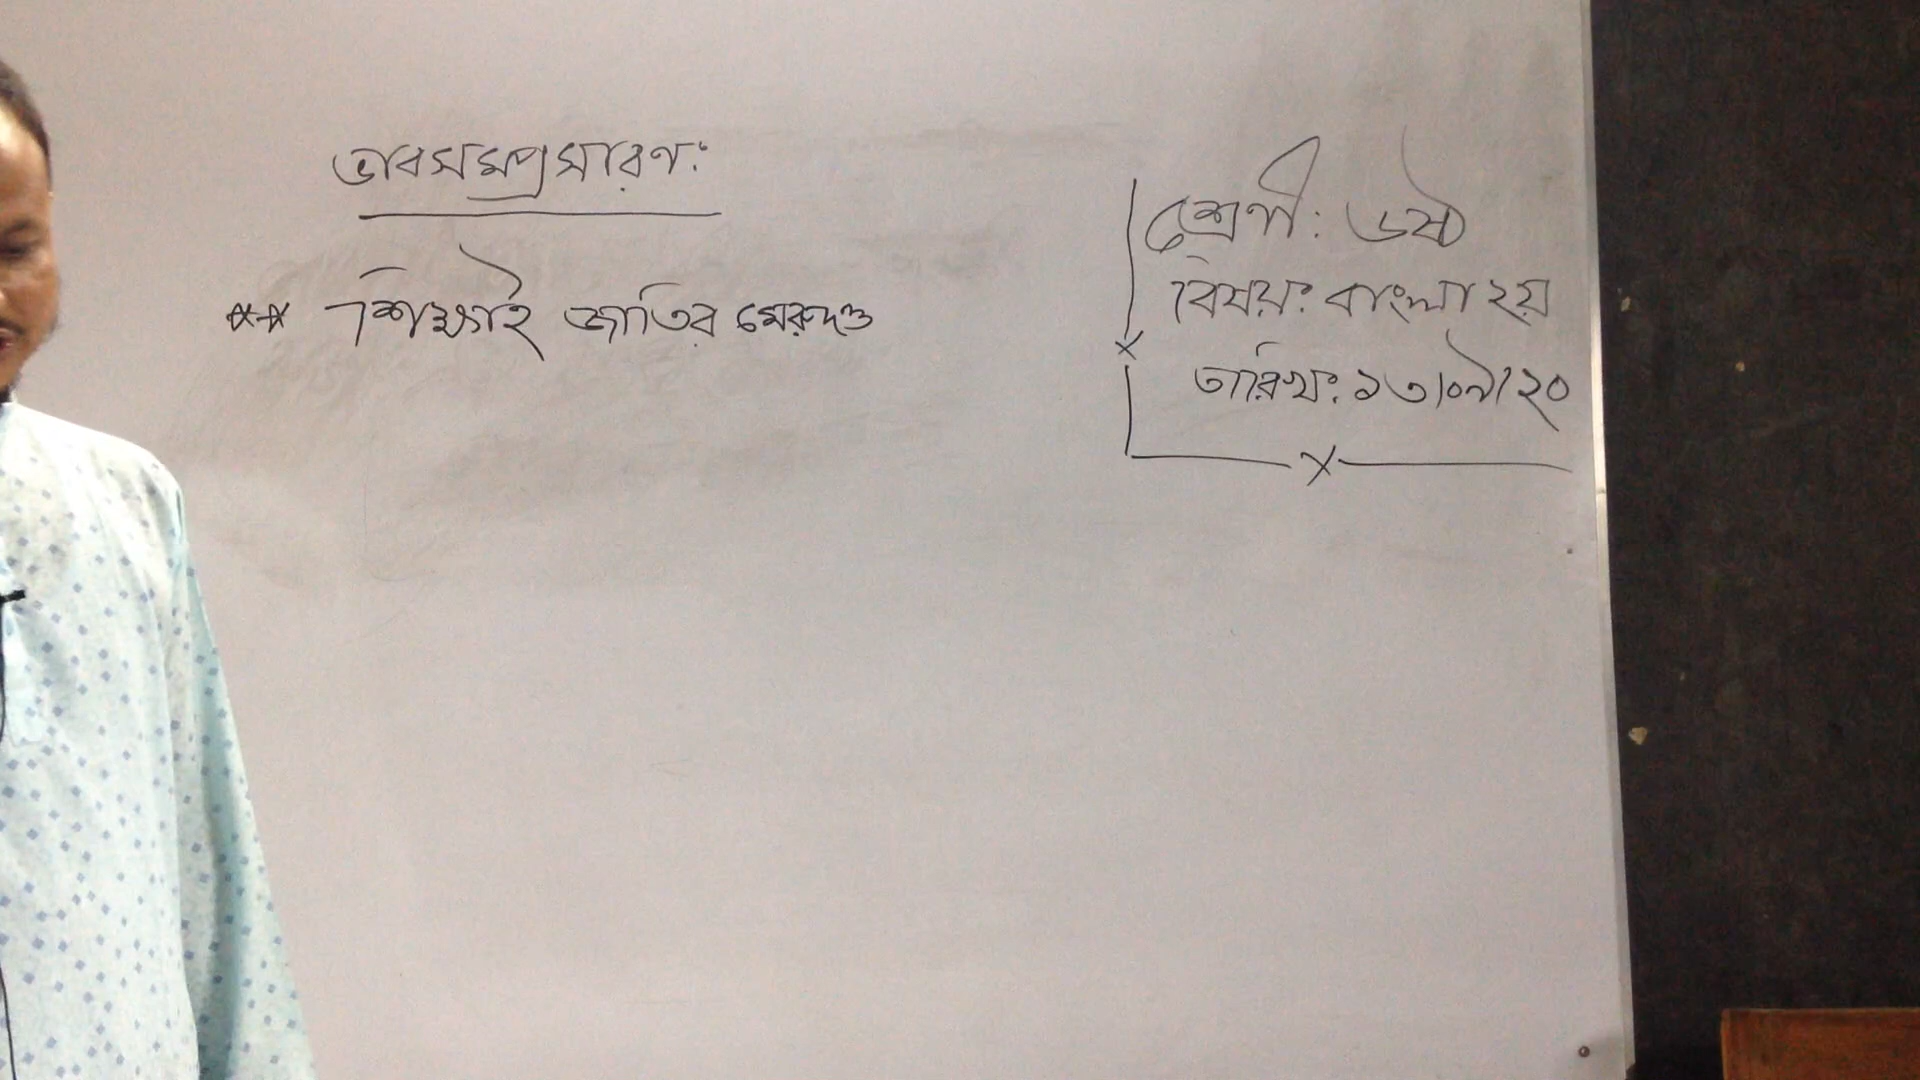 ভাবসম্প্রসারণঃ
** শিক্ষাই জাতির মেরুদণ্ড
শ্রেণী: ৬ষ্ঠ
বিষয়ঃ বাংলা ২য়
তারিখঃ ১৩/০৭/২০